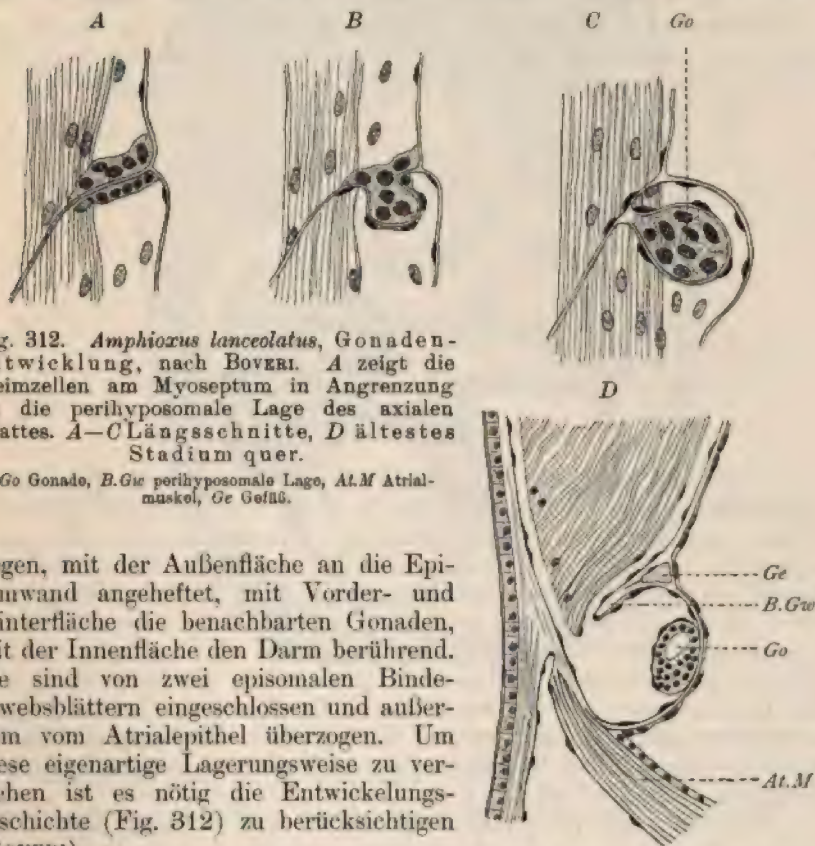 A B C Go
g. 312. Amphioxus lanceolatus, Gonaden-
twicklung, nach BOVERI. A zeigt die
eimzellen am Myoseptum in Angrenzung
die perihyposomale Lage des axialen
attes. A—C Längsschnitte, D ältestes
Stadium quer.
Go Gonade, B.Gw perihyposomale Lage, At.M Atrial-
muskel, Ge Gefäß.
D
Ge
B.Gw
Go
At.M
gen, mit der Außenfläche an die Epi-
mwand angeheftet, mit Vorder- und
interfläche die benachbarten Gonaden,
it der Innenfläche den Darm berührend.
e sind von zwei episomalen Binde-
websblättern eingeschlossen und außer-
m vom Atrialepithel überzogen. Um
ese eigenartige Lagerungsweise zu ver-
hen ist es nötig die Entwickelungs-
schichte (Fig. 312) zu berücksichtigen